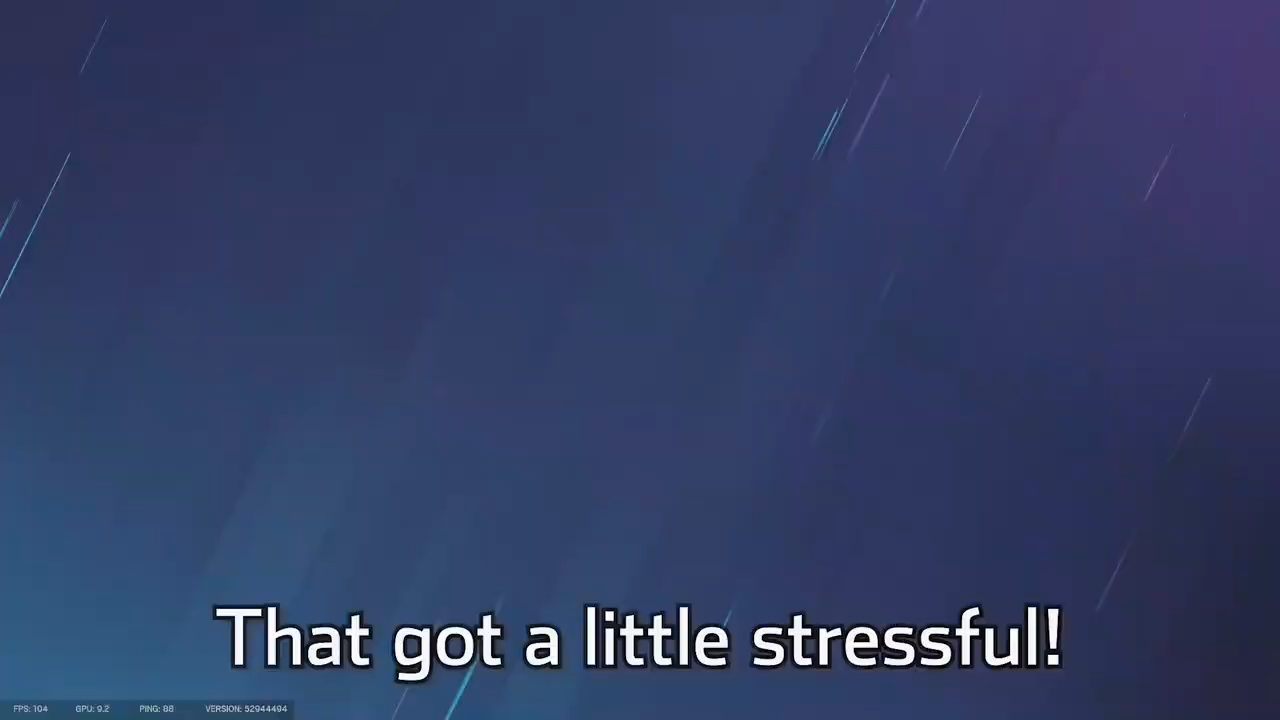 That got a little stressful!
FPS: 104 GPU: 9.2 PING: 88 VERSION: 52944494